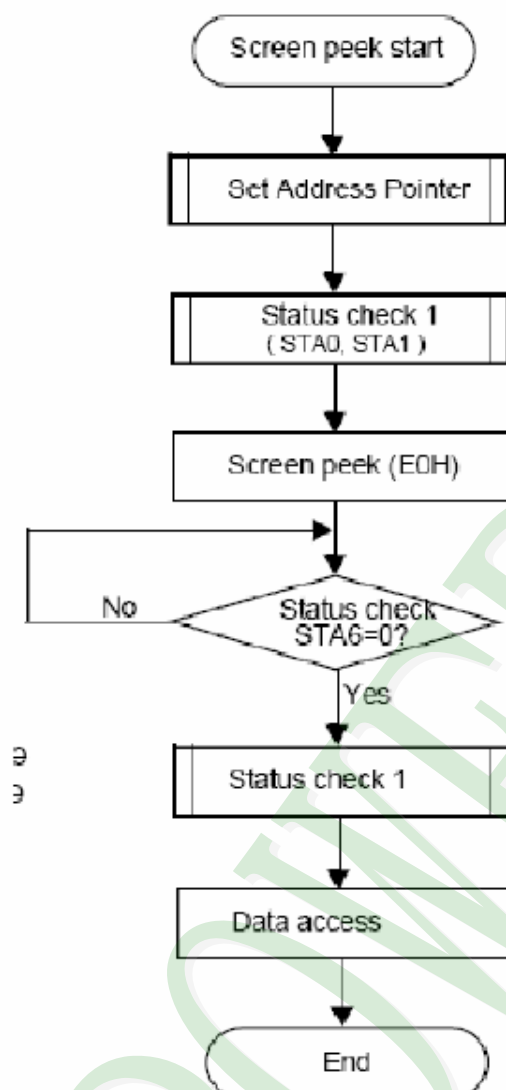 Screen peek start
Set Address Pointer
Status check 1
( STA0, STA1 )
Screen peek (E0H)
No
Status check
STA6=0?
Yes
Status check 1
Data access
End